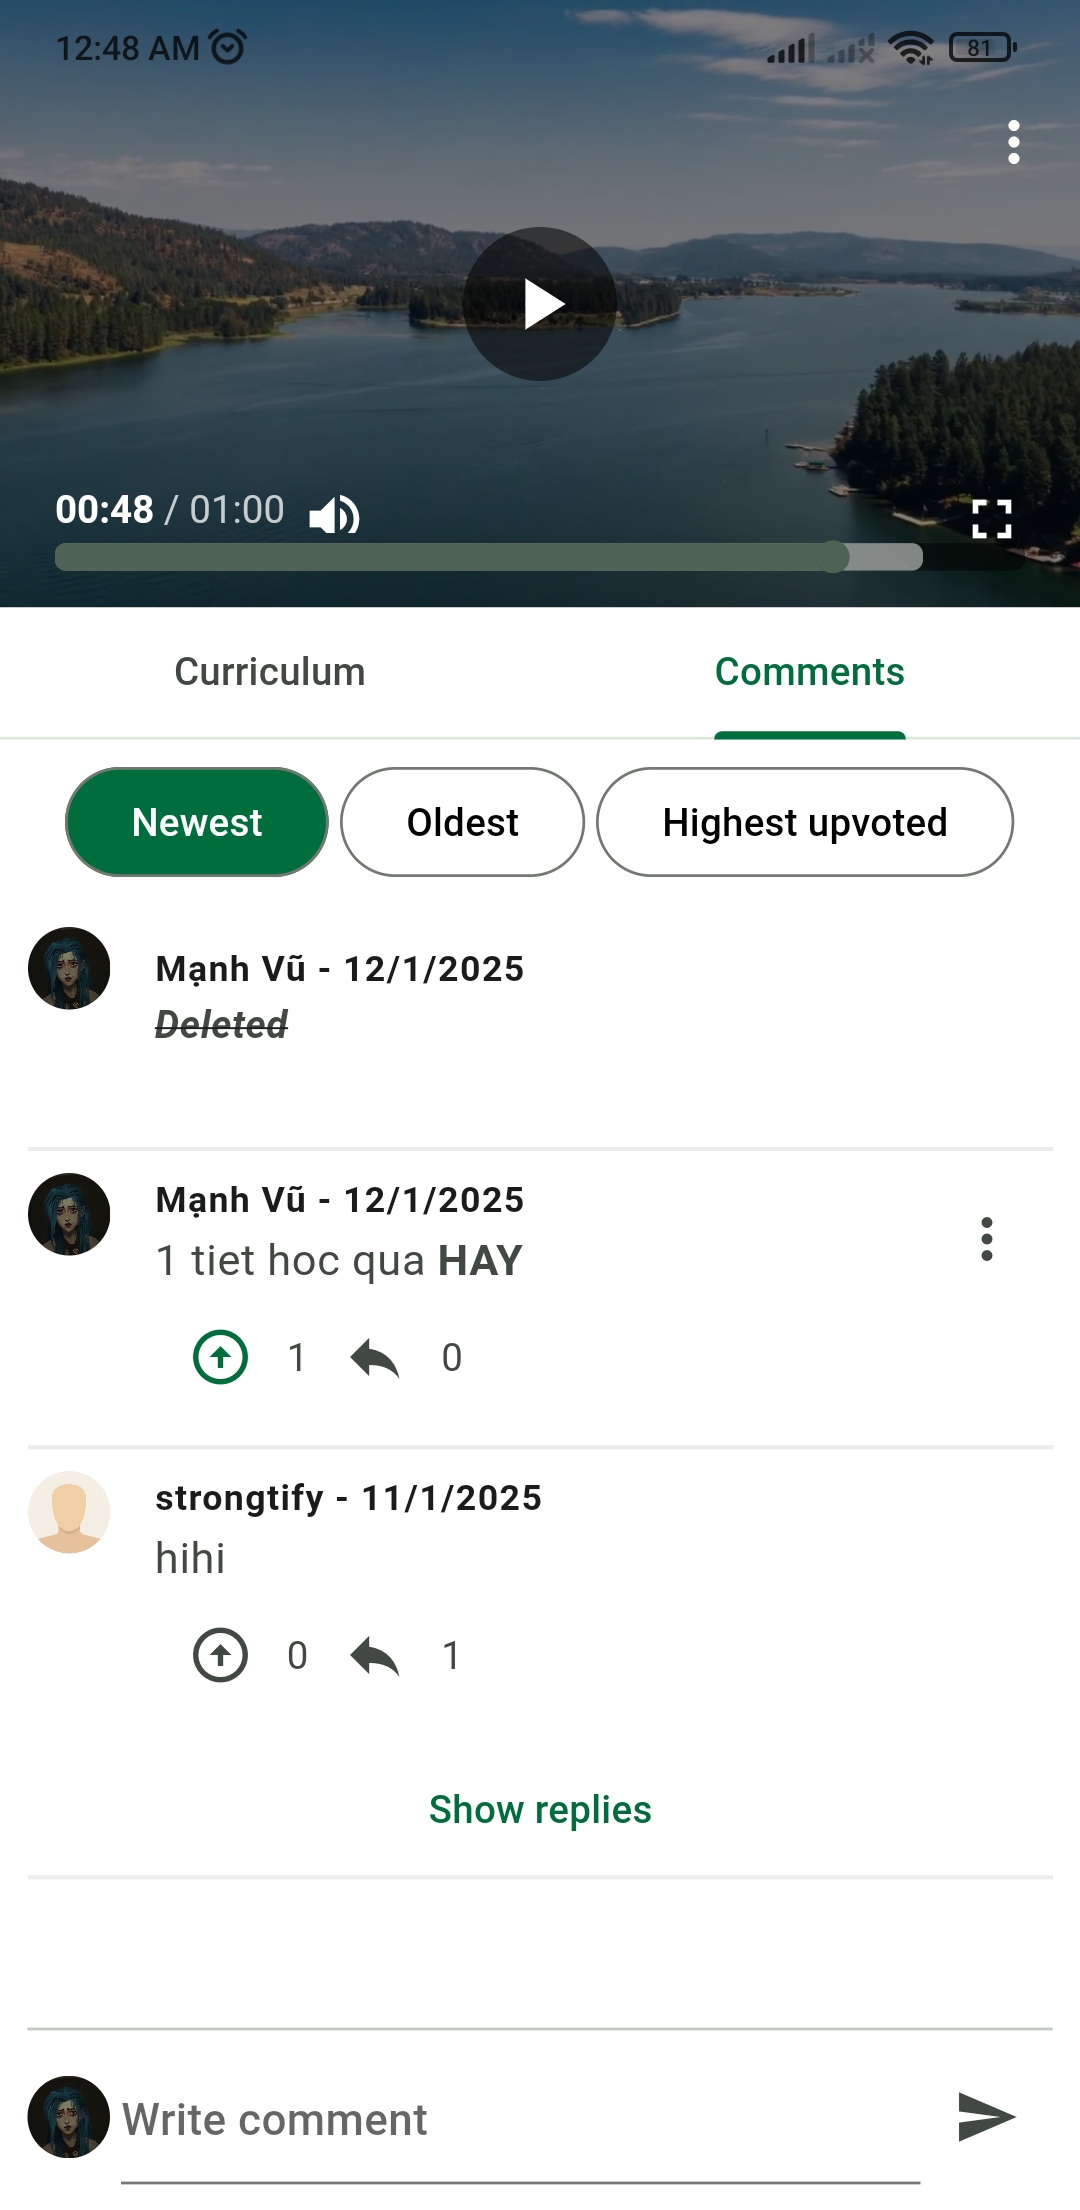 12:48 AM 81
00:48 / 01:00
Curriculum Comments
Newest Oldest Highest upvoted
Mạnh Vũ - 12/1/2025
Deleted
Mạnh Vũ - 12/1/2025
1 tiet hoc qua HAY
1 0
strongtify - 11/1/2025
hihi
0 1
Show replies
Write comment